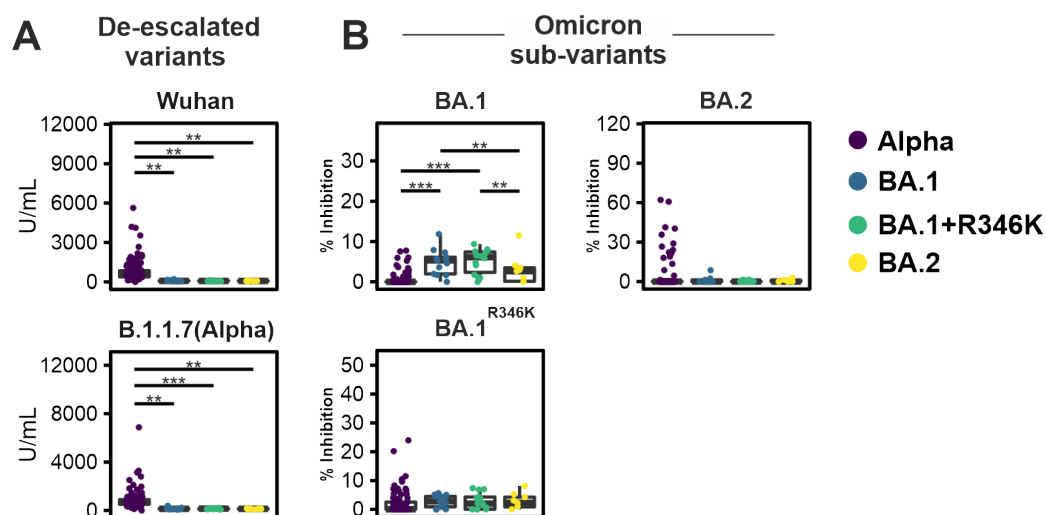 A
De-escalated
variants
B
Omicron
sub-variants
Wuhan
12000
9000
6000
3000
0
U/mL
**
**
**
BA.1
30
20
10
0
% Inhibition
**
***
***
**
BA.2
120
90
60
30
0
% Inhibition
Alpha
BA.1
BA.1+R346K
BA.2
B.1.1.7(Alpha)
12000
8000
4000
0
U/mL
**
***
**
BA.1R346K
50
40
30
20
10
0
% Inhibition